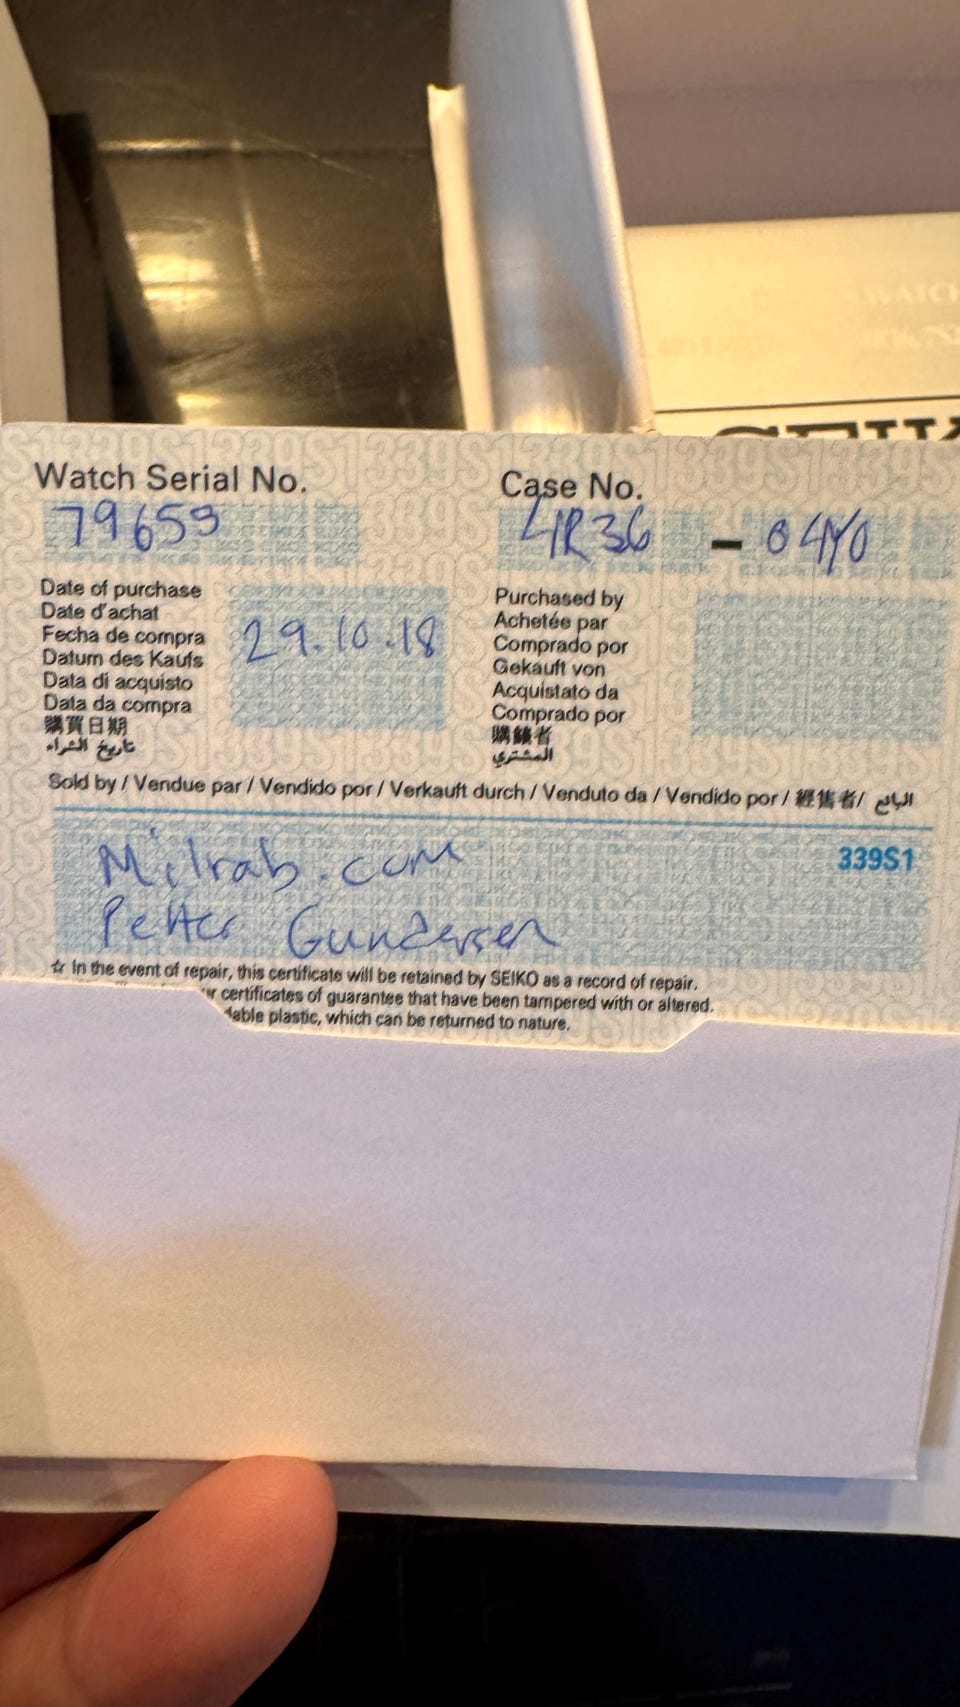 SEIK
Watch Serial No.
79659
Case No.
4R36 - 04Y0
Date of purchase
Date d'achat
Fecha de compra
Datum des Kaufs
Data di acquisto
Data da compra
購買日期
تاريخ الشراء
29.10.18
Purchased by
Achetée par
Comprado por
Gekauft von
Acquistato da
Comprado por
購錶者
المشتري
Sold by / Vendue par / Vendido por / Verkauft durch / Venduto da / Vendido por / 經售者/ البائع
339S1
Milrab.com
Petter Gundersen
☆ In the event of repair, this certificate will be retained by SEIKO as a record of repair.
certificates of guarantee that have been tampered with or altered.
dable plastic, which can be returned to nature.